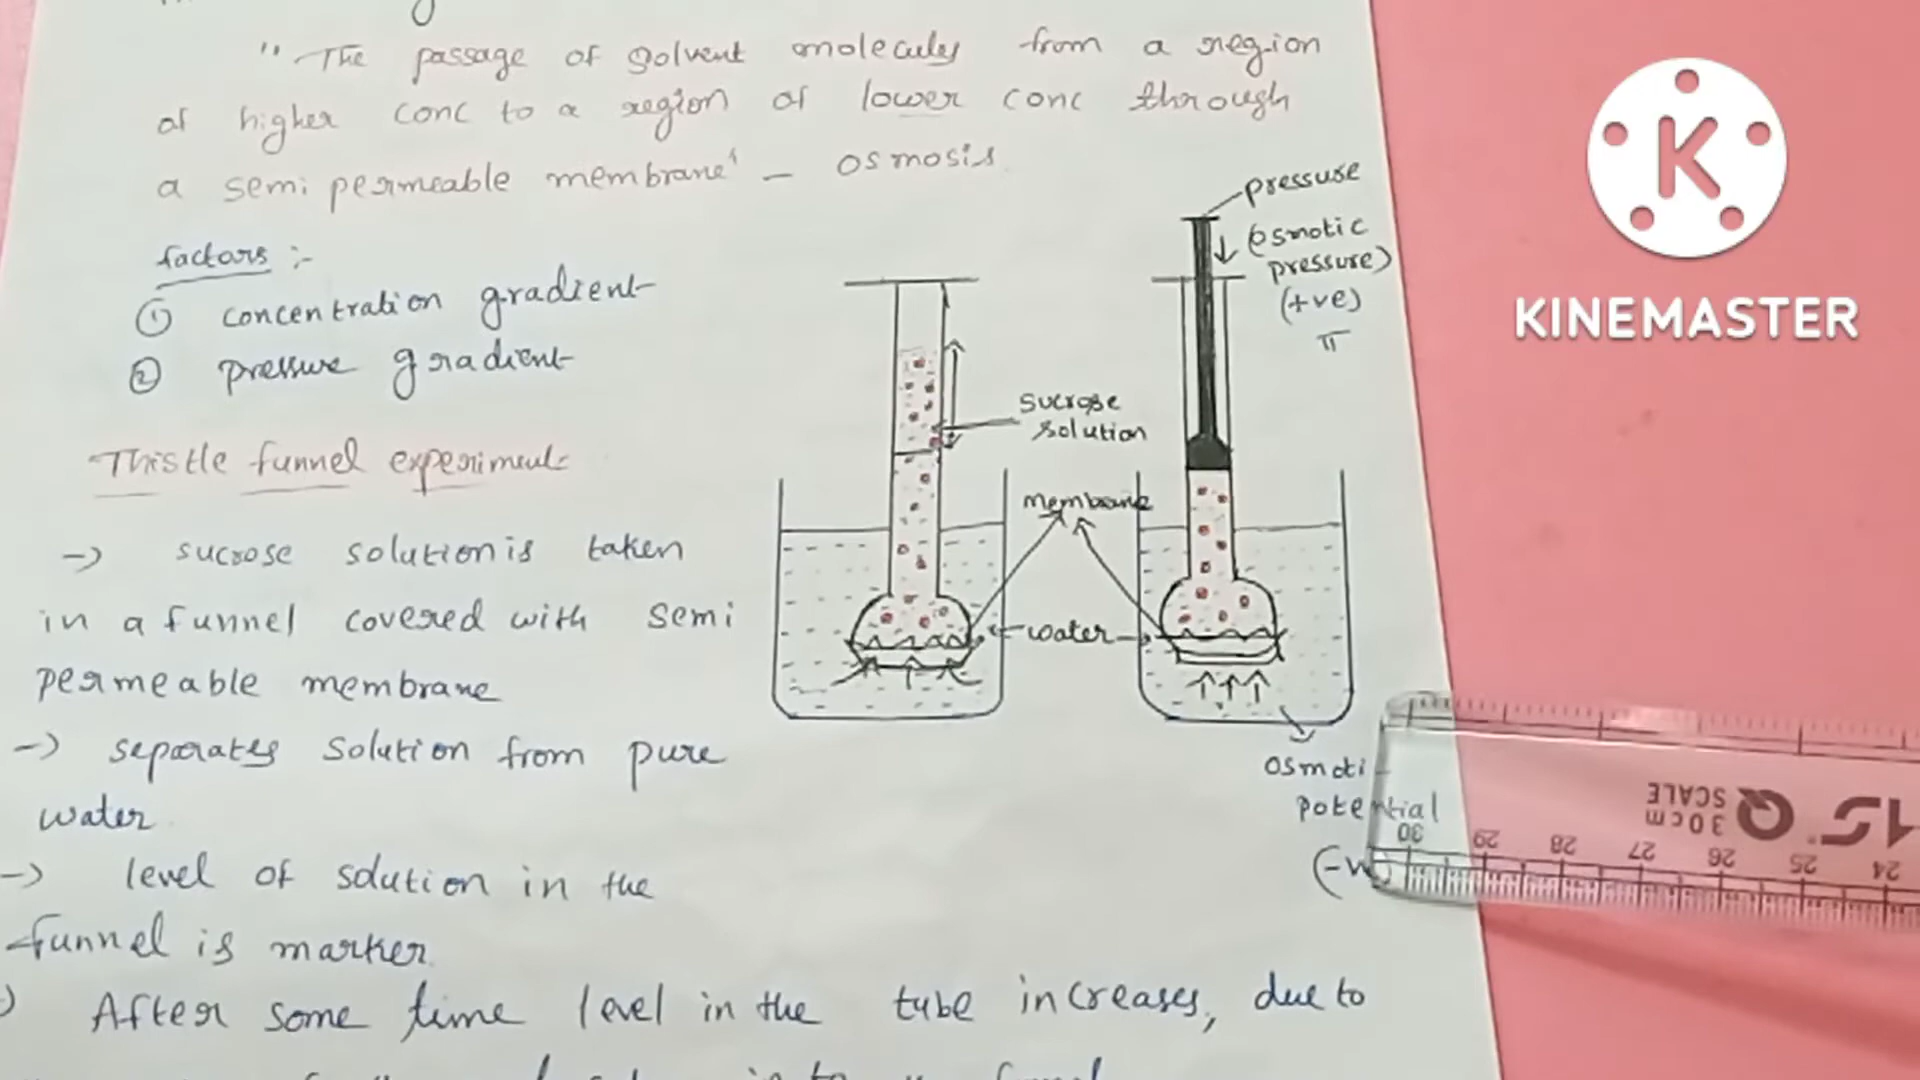 "The passage of solvent molecules from a region
of higher conc to a region of lower conc through
a semi permeable membrane" - osmosis
factors :-
① concentration gradient
② pressure gradient
Thistle funnel experiment
-> sucrose solution is taken
in a funnel covered with semi
permeable membrane
-> separates solution from pure
water
-> level of solution in the
funnel is marker
After some time level in the tube increases, due to
pressure
(osmotic
pressure)
(+ve)
π
sucrose
solution
membrane
water
osmoti
potential
KINEMASTER
K
SCALE
30cm
15
30 29 28 27 26 25 24